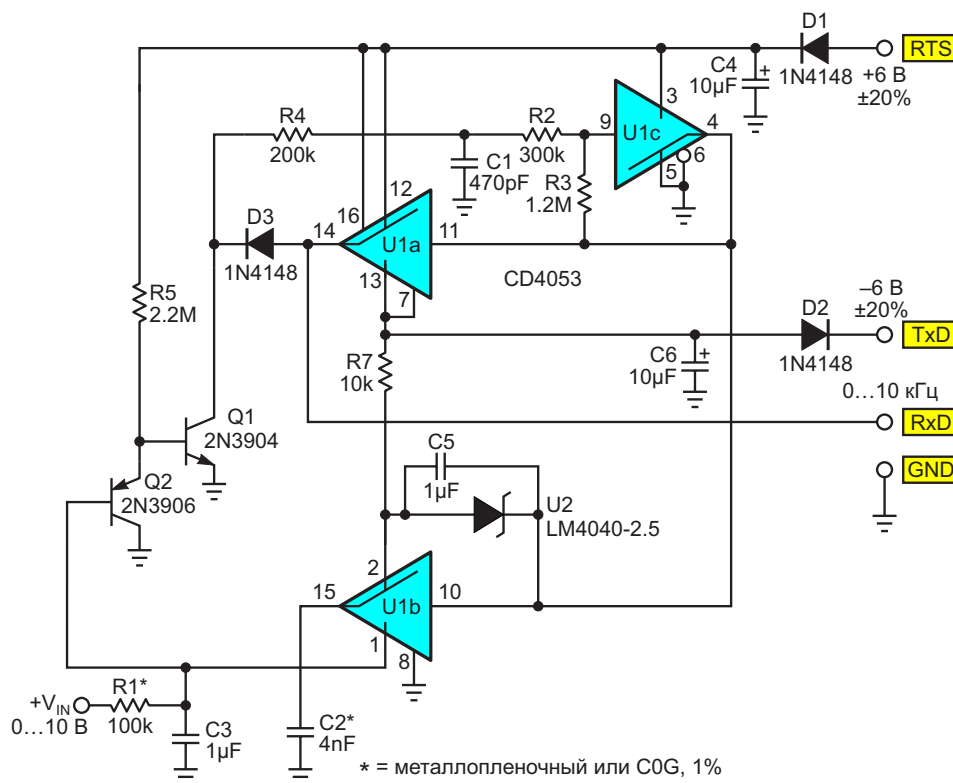 D1
RTS
1N4148
+6 В
±20%
C4
10µF
+
R4
200k
R2
300k
9
3
4
U1c
5
6
C1
470pF
R3
1.2M
12
16
14
U1a
11
13
7
CD4053
D3
1N4148
R5
2.2M
–6 В
±20%
D2
TxD
1N4148
R7
10k
C6
10µF
+
0...10 кГц
RxD
GND
Q1
2N3904
Q2
2N3906
C5
1µF
U2
LM4040-2.5
2
15
U1b
10
1
8
+VIN
0...10 В
R1*
100k
C3
1µF
C2*
4nF
* = металлопленочный или C0G, 1%